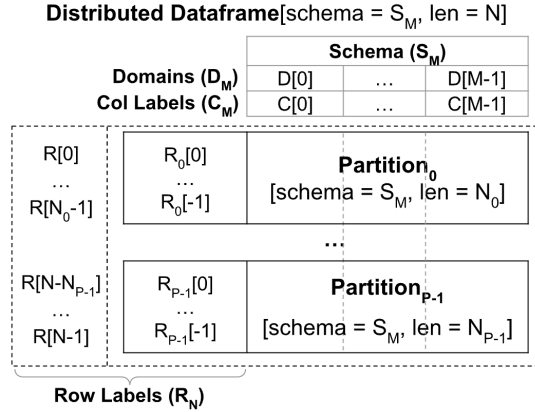 Distributed Dataframe[schema = S_M, len = N]
Schema (S_M)
Domains (D_M) D[0] ... D[M-1]
Col Labels (C_M) C[0] ... C[M-1]
R[0] R_0[0] Partition_0
... ... [schema = S_M, len = N_0]
R[N_0-1] R_0[-1]
...
R[N-N_P-1] R_P-1[0] Partition_P-1
... ... [schema = S_M, len = N_P-1]
R[N-1] R_P-1[-1]
Row Labels (R_N)